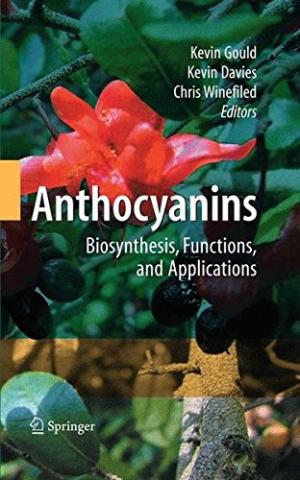 Kevin Gould
Kevin Davies
Chris Winefiled
Editors
Anthocyanins
Biosynthesis, Functions,
and Applications
Springer